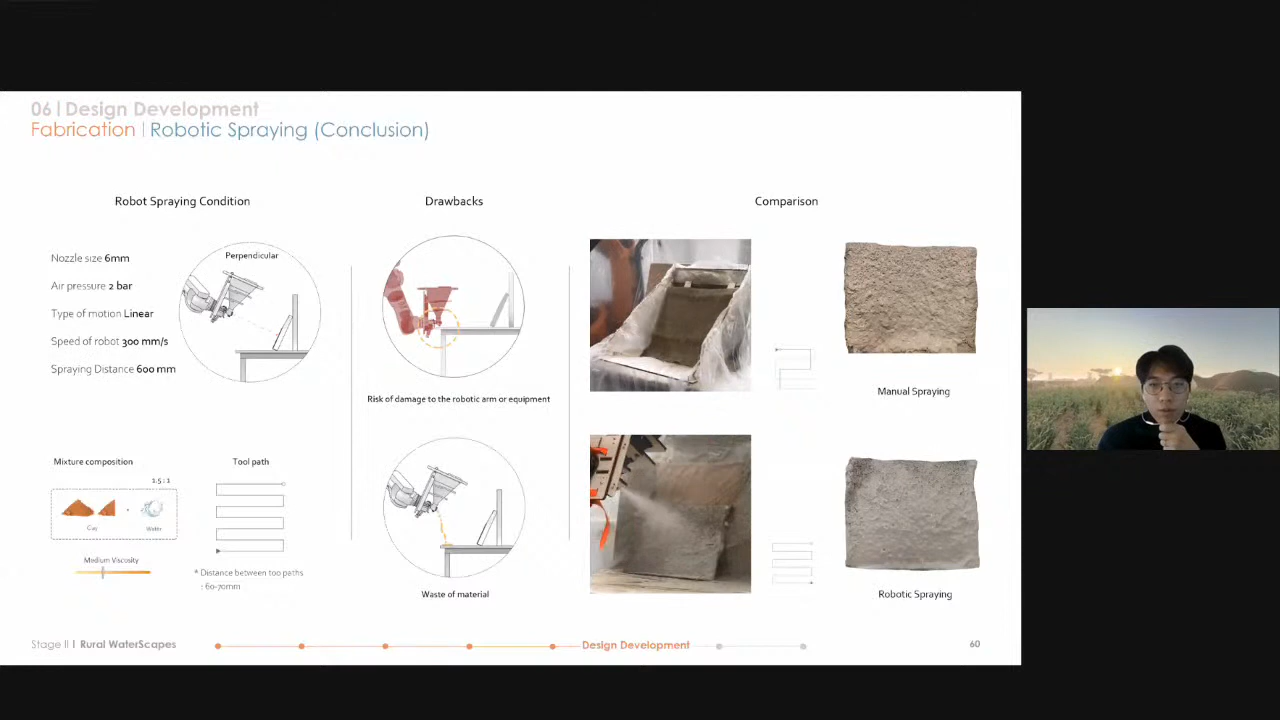 06 | Design Development
Fabrication | Robotic Spraying (Conclusion)
Robot Spraying Condition
Nozzle size 6mm
Air pressure 2 bar
Type of motion Linear
Speed of robot 300 mm/s
Spraying Distance 600 mm
Perpendicular
Mixture composition
1.5 : 1
Clay
Water
Medium Viscosity
Tool path
* Distance between too paths
: 60-70mm
Drawbacks
Risk of damage to the robotic arm or equipment
Waste of material
Comparison
Manual Spraying
Robotic Spraying
Stage II | Rural WaterScapes
Design Development
60